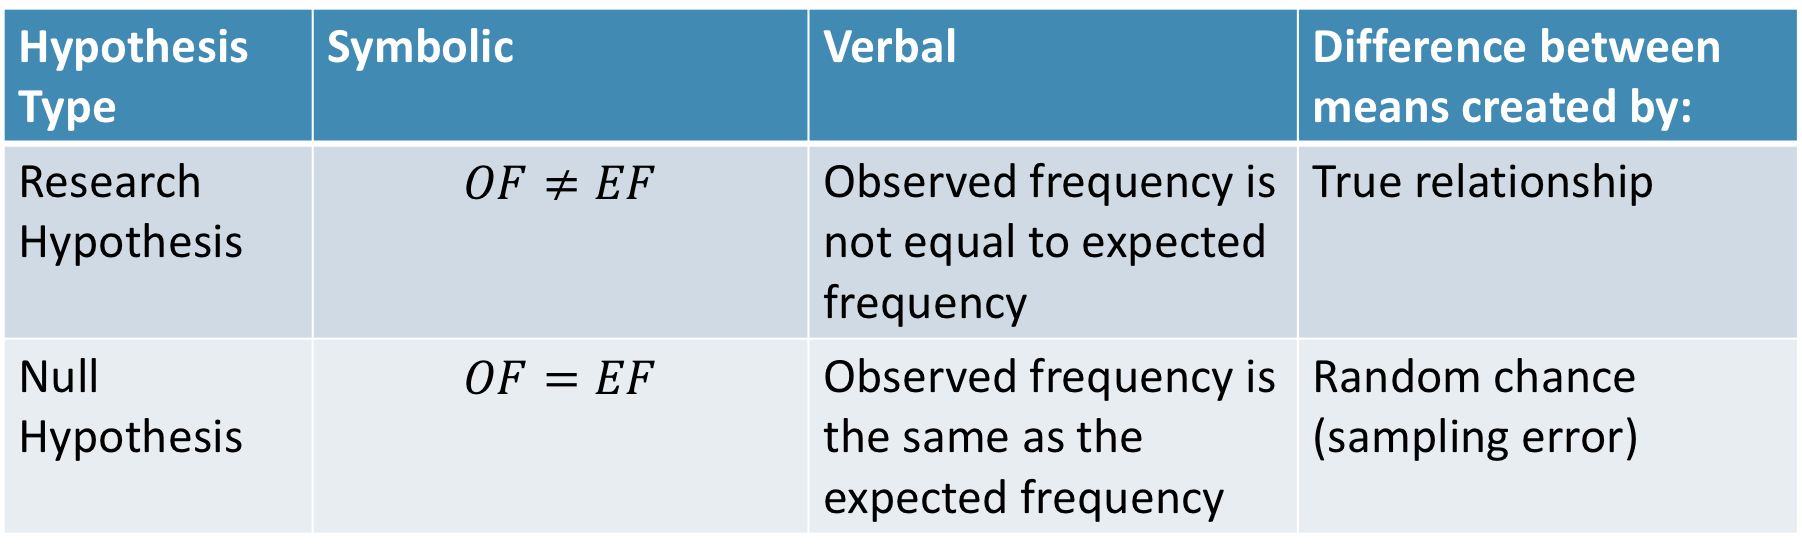 Hypothesis
Type
Symbolic
Verbal
Difference between
means created by:
Research
Hypothesis
OF ≠ EF
Observed frequency is
not equal to expected
frequency
True relationship
Null
Hypothesis
OF = EF
Observed frequency is
the same as the
expected frequency
Random chance
(sampling error)